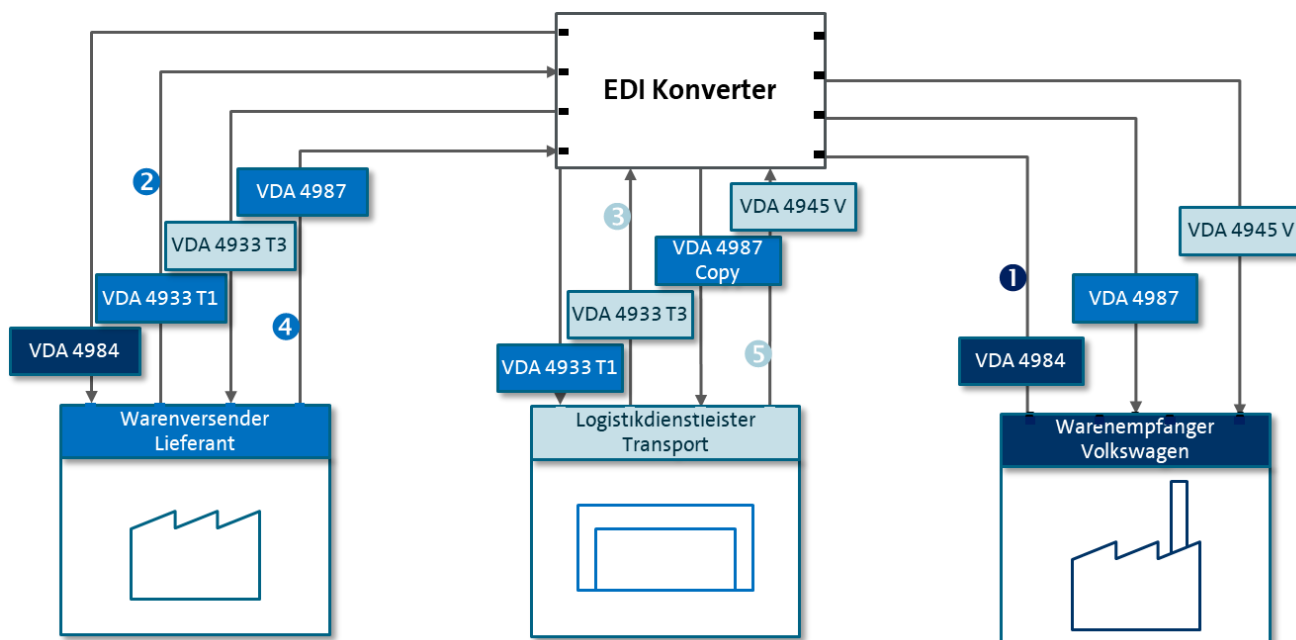 EDI Konverter
2
VDA 4987
VDA 4933 T3
VDA 4933 T1
4
VDA 4984
Warenversender
Lieferant
3
VDA 4945 V
VDA 4987
Copy
VDA 4933 T3
5
VDA 4933 T1
Logistikdienstleister
Transport
VDA 4945 V
1
VDA 4987
VDA 4984
Warenempfänger
Volkswagen